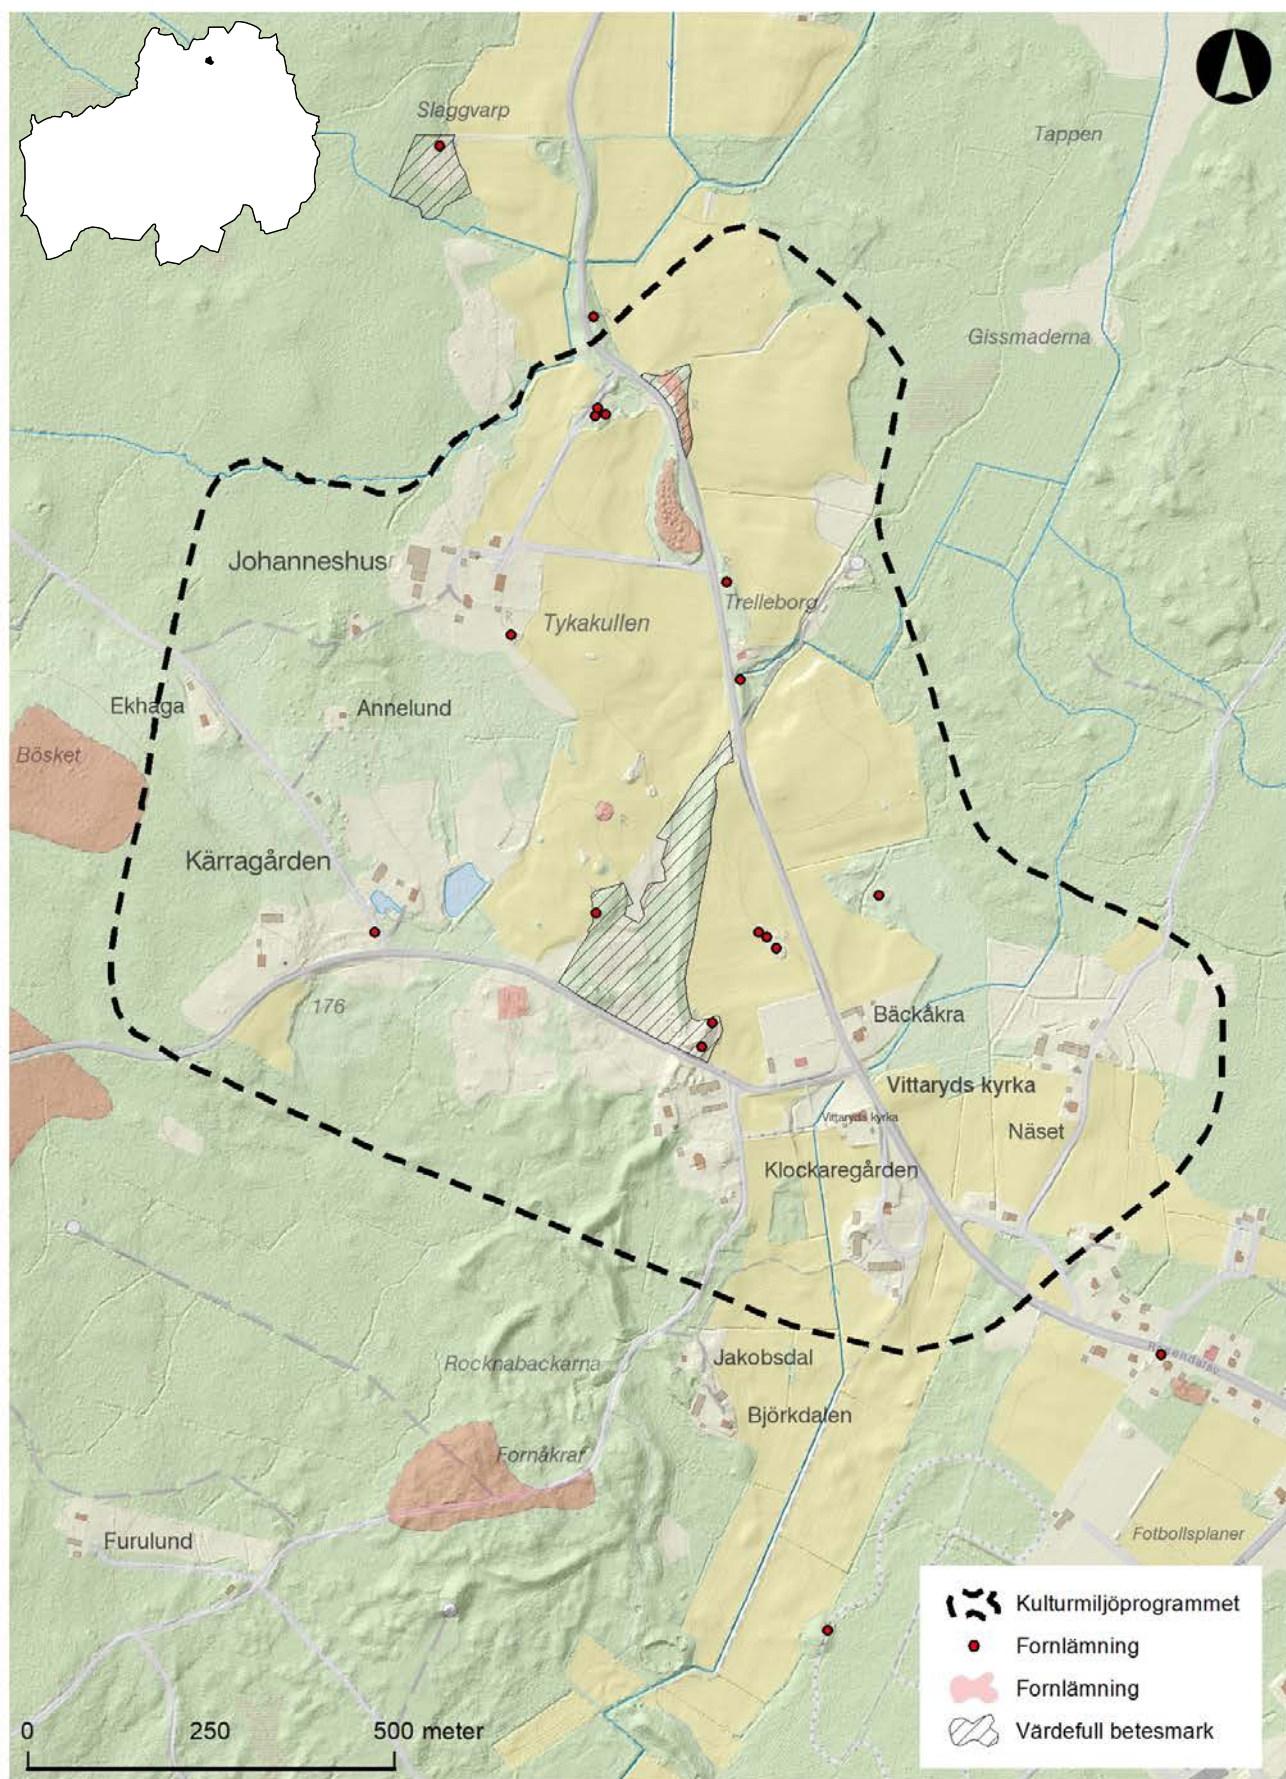 Slaggvarp
Tappen
Gissmaderna
Johanneshus
Trelleborg
Tykakullen
Ekhaga
Annelund
Bösket
Kärragården
176
Bäckåkra
Vittaryds kyrka
Vittaryds kyrka
Näset
Klockaregården
Rocknabackarna
Jakobsdal
Björkdalen
Fornåkrar
Furulund
Fotbollsplaner
Kulturmiljöprogrammet
Fornlämning
Fornlämning
Värdefull betesmark
0 250 500 meter